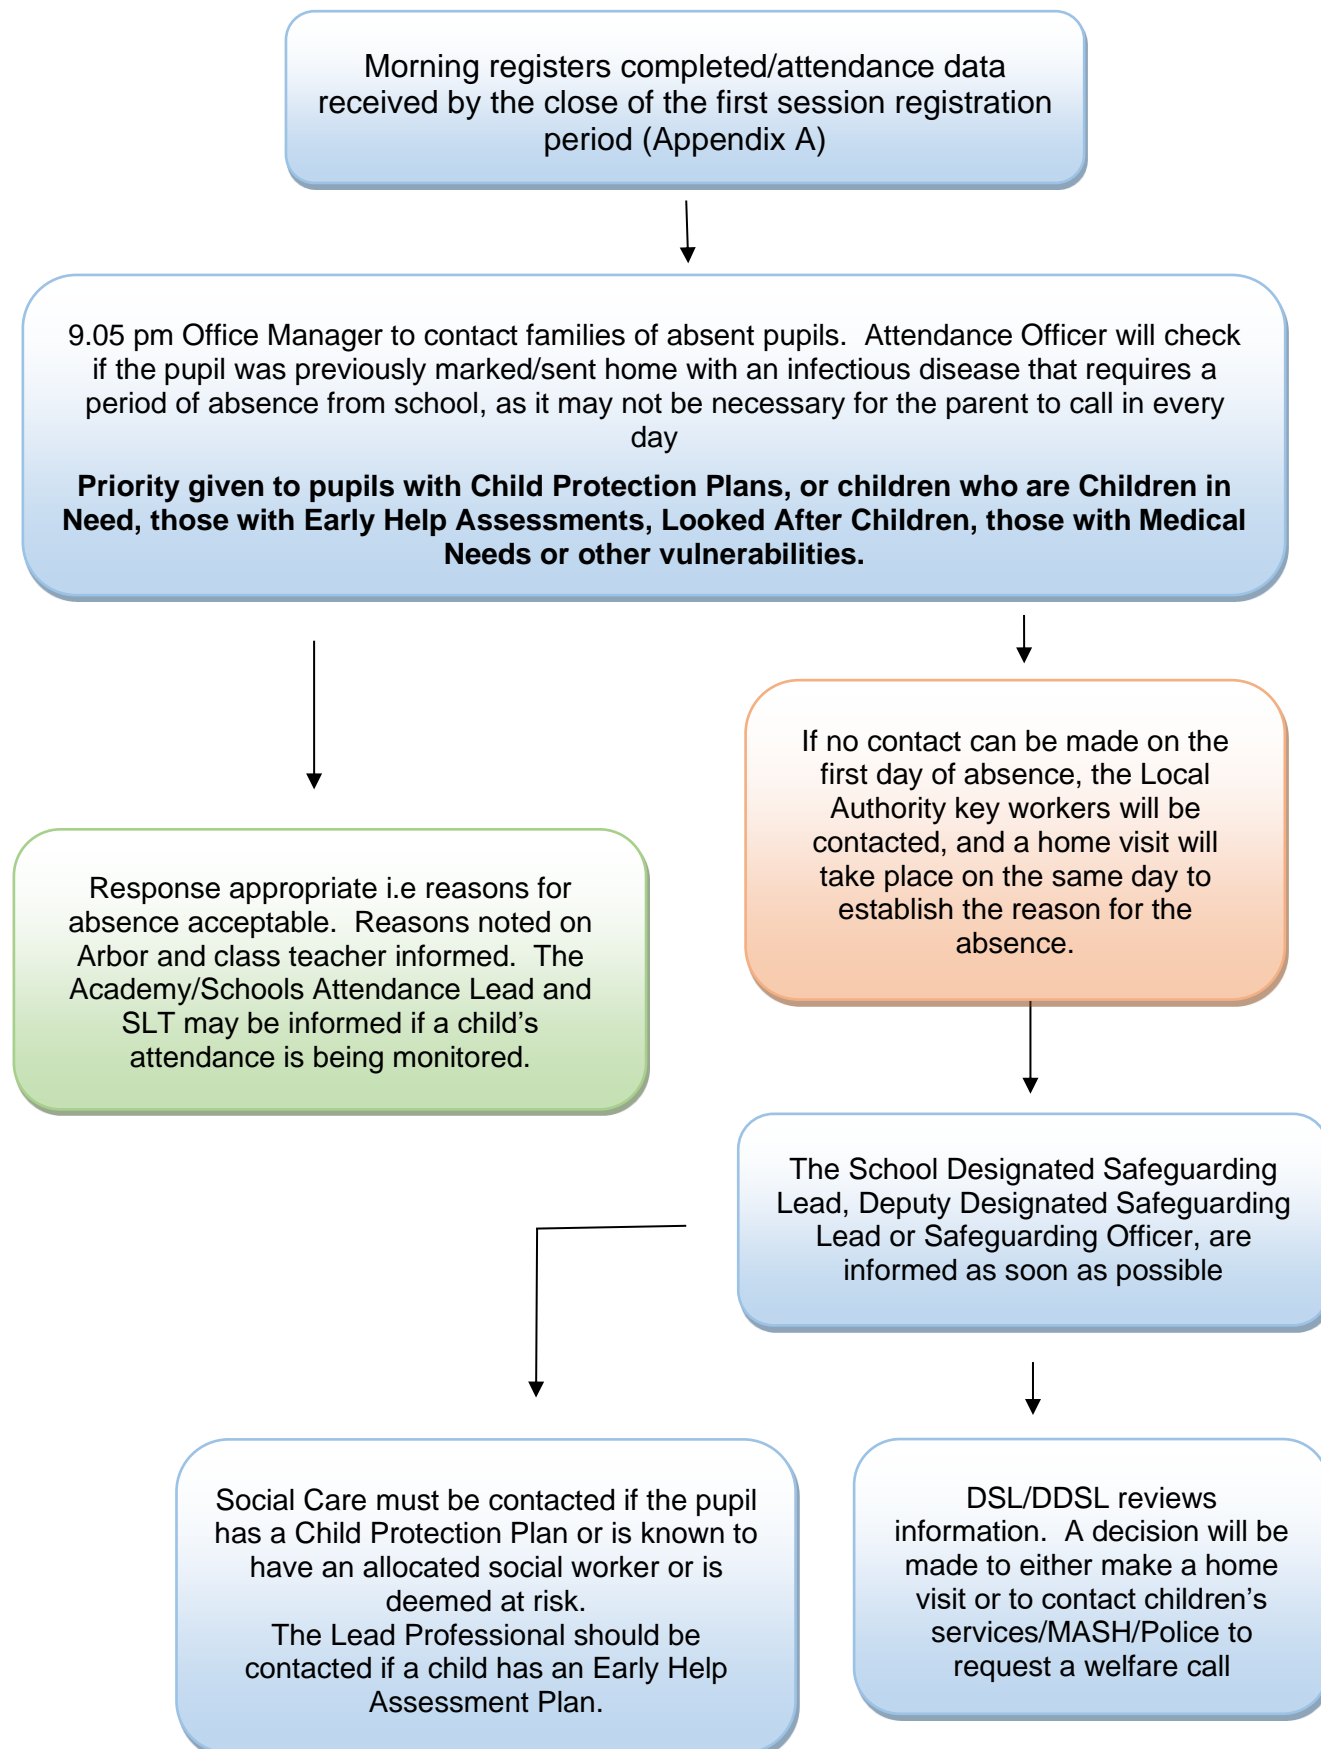 Morning registers completed/attendance data
received by the close of the first session registration
period (Appendix A)
9.05 pm Office Manager to contact families of absent pupils.  Attendance Officer will check
if the pupil was previously marked/sent home with an infectious disease that requires a
period of absence from school, as it may not be necessary for the parent to call in every
day
Priority given to pupils with Child Protection Plans, or children who are Children in
Need, those with Early Help Assessments, Looked After Children, those with Medical
Needs or other vulnerabilities.
If no contact can be made on the
first day of absence, the Local
Authority key workers will be
contacted, and a home visit will
take place on the same day to
establish the reason for the
absence.
Response appropriate i.e reasons for
absence acceptable.  Reasons noted on
Arbor and class teacher informed.  The
Academy/Schools Attendance Lead and
SLT may be informed if a child’s
attendance is being monitored.
The School Designated Safeguarding
Lead, Deputy Designated Safeguarding
Lead or Safeguarding Officer, are
informed as soon as possible
Social Care must be contacted if the pupil
has a Child Protection Plan or is known to
have an allocated social worker or is
deemed at risk.
The Lead Professional should be
contacted if a child has an Early Help
Assessment Plan.
DSL/DDSL reviews
information.  A decision will be
made to either make a home
visit or to contact children’s
services/MASH/Police to
request a welfare call